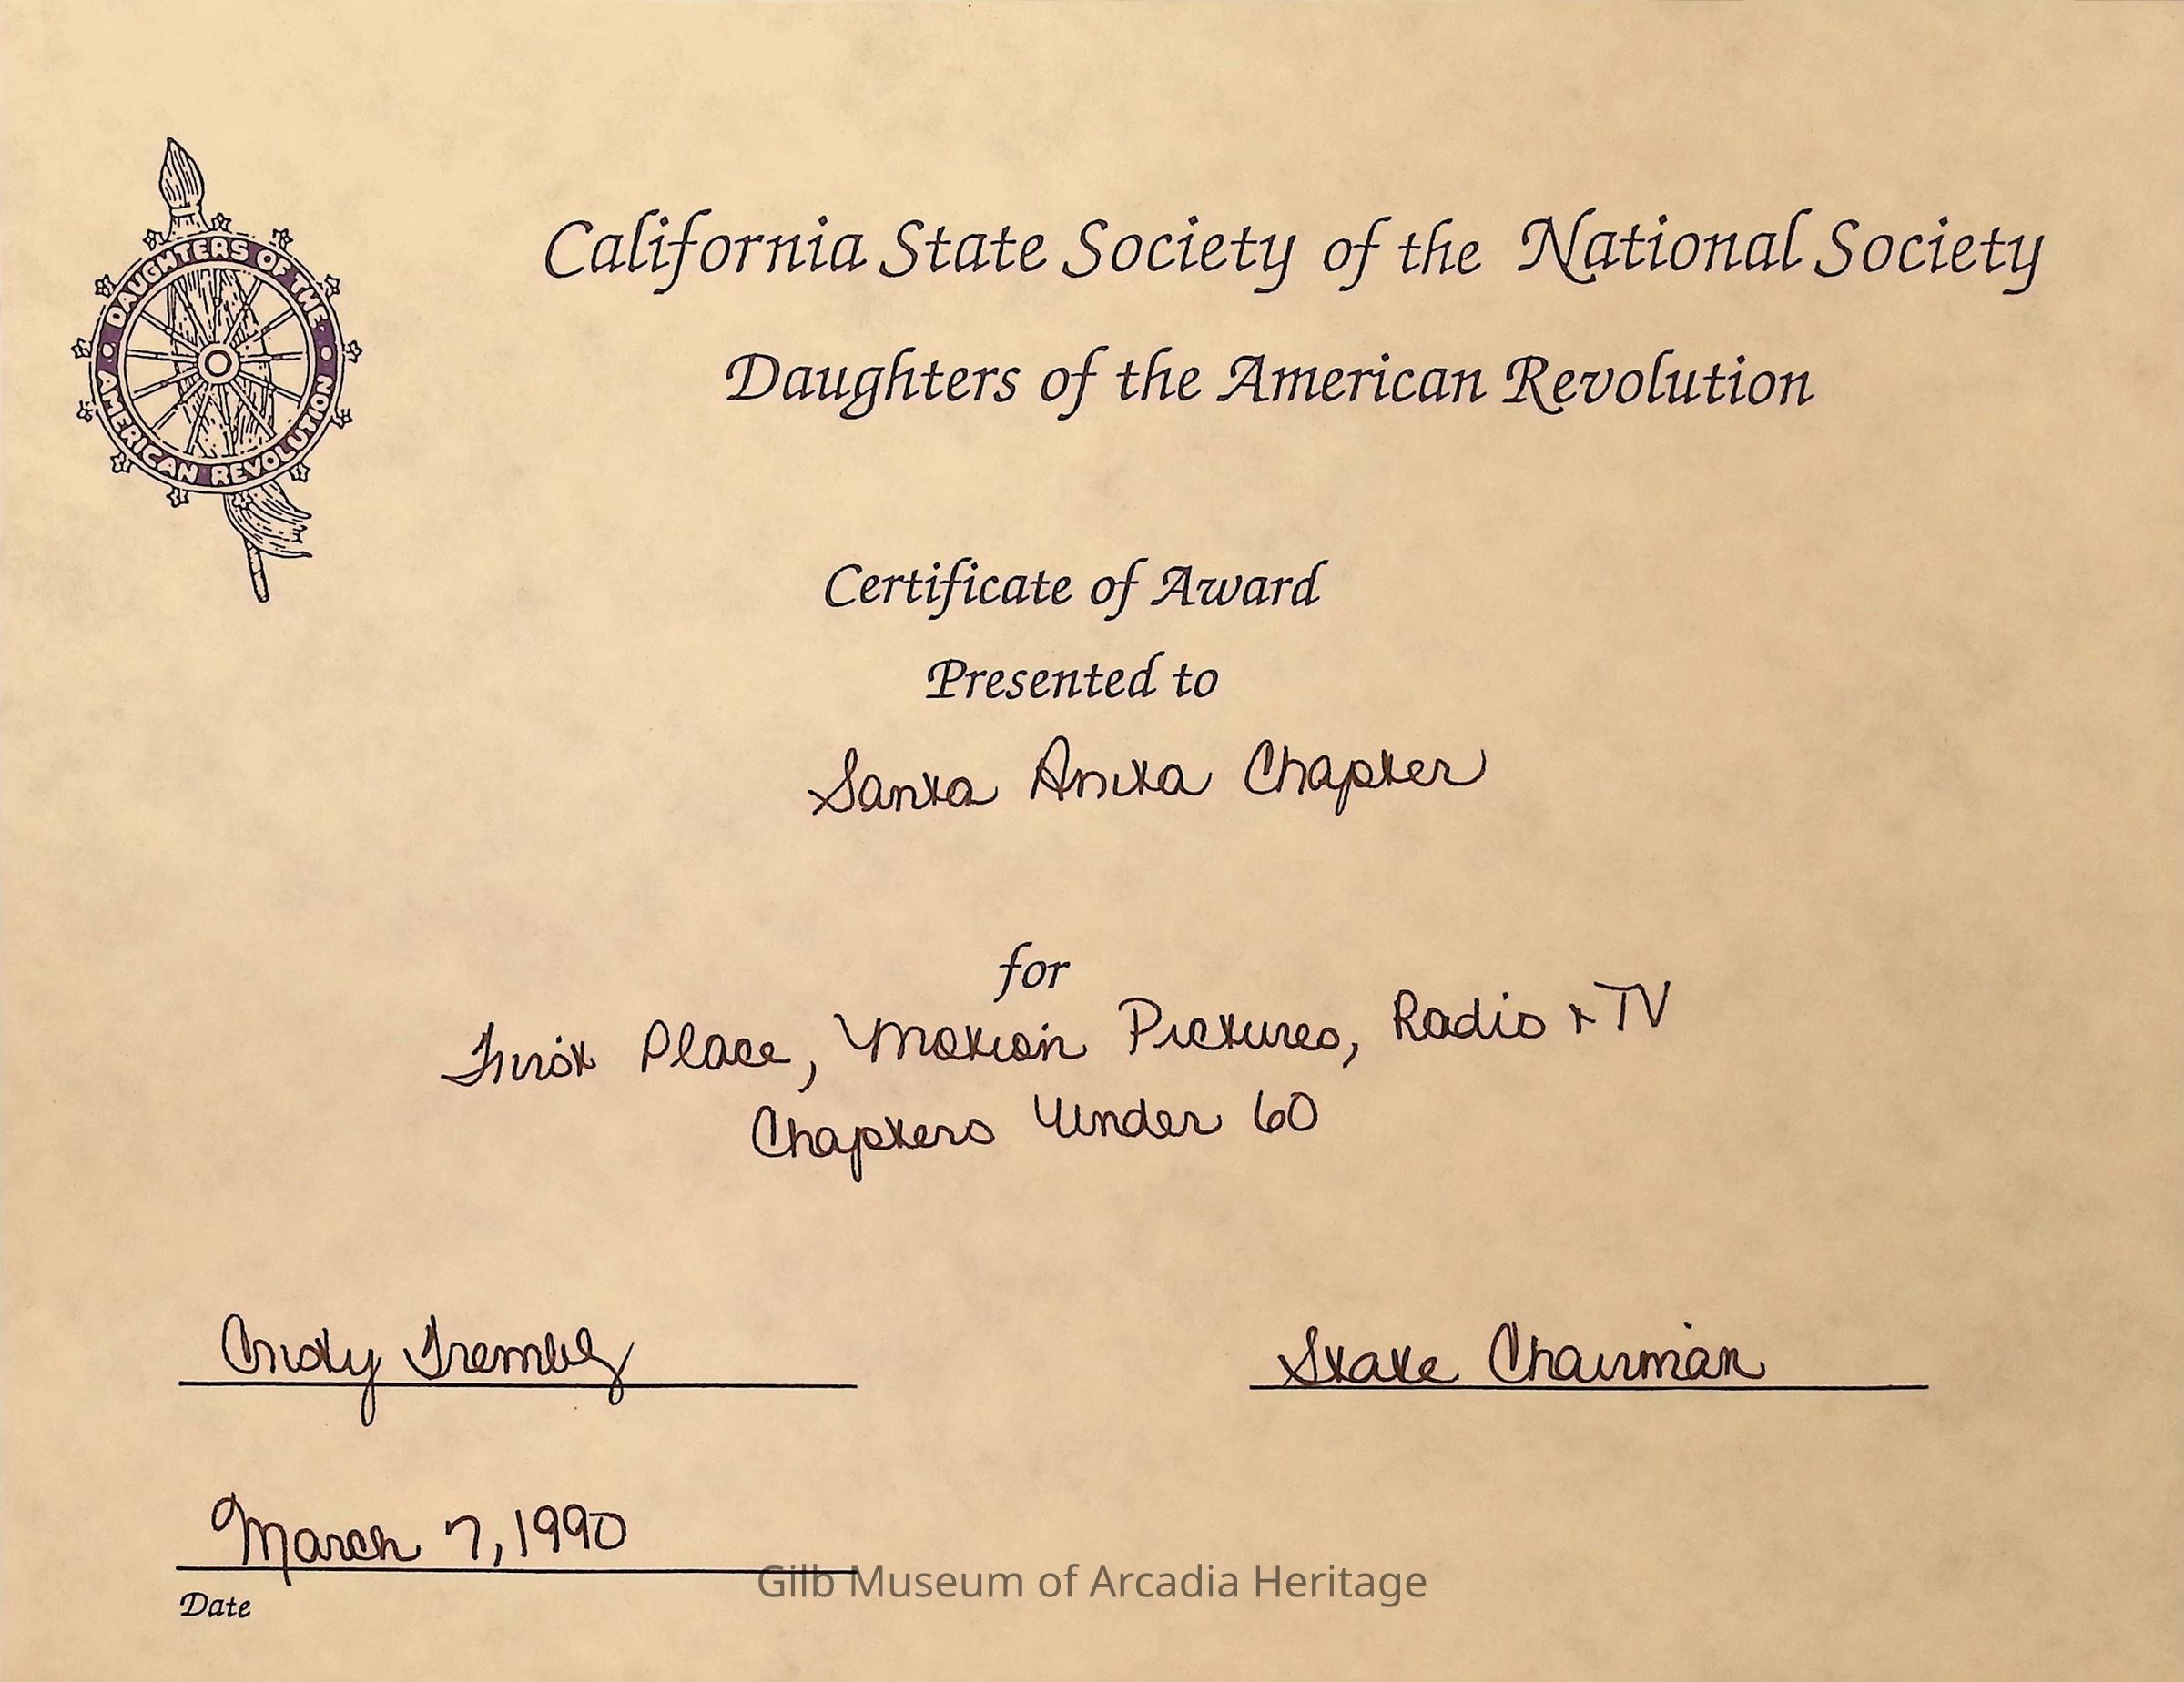 DAUGHTERS OF THE
AMERICAN REVOLUTION
California State Society of the National Society
Daughters of the American Revolution
Certificate of Award
Presented to
Santa Anita Chapter
for
First Place, Motion Pictures, Radio & TV
Chapters Under 60
Cindy
State Chairman
March 7, 1990
Date
Gilb Museum of Arcadia Heritage